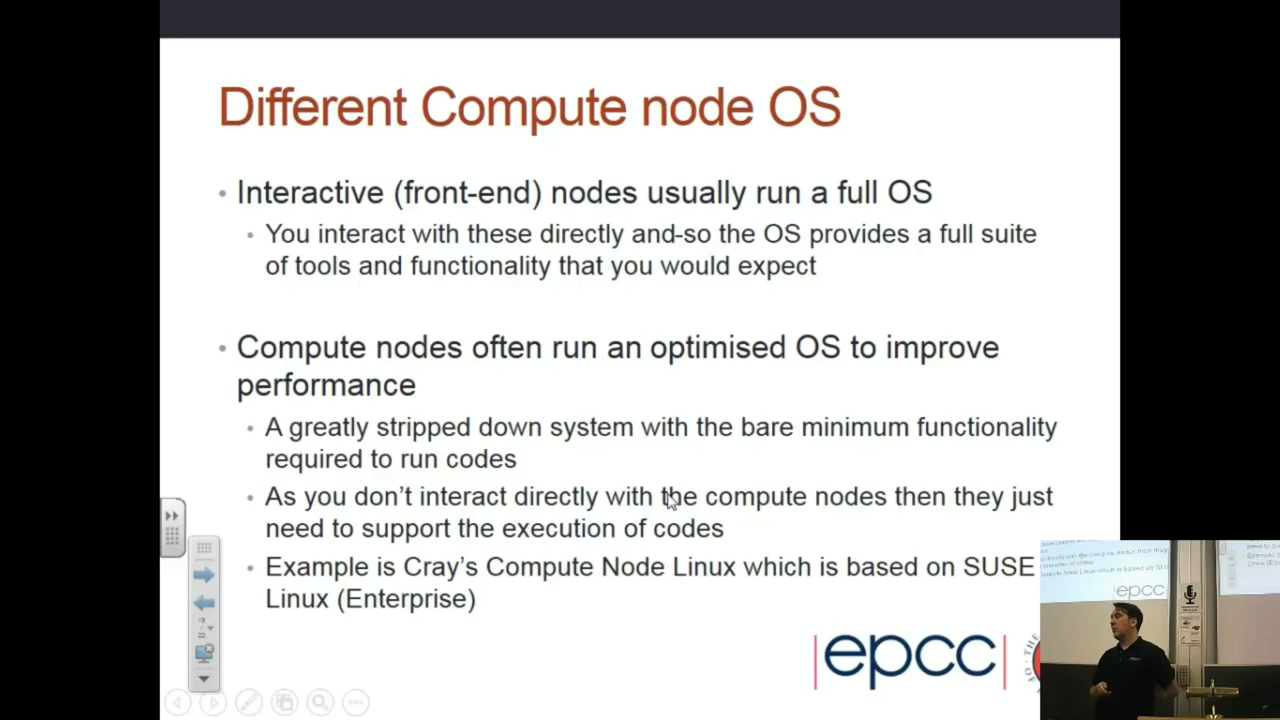 Different Compute node OS
• Interactive (front-end) nodes usually run a full OS
• You interact with these directly and-so the OS provides a full suite
of tools and functionality that you would expect
• Compute nodes often run an optimised OS to improve
performance
• A greatly stripped down system with the bare minimum functionality
required to run codes
• As you don't interact directly with the compute nodes then they just
need to support the execution of codes
• Example is Cray's Compute Node Linux which is based on SUSE
Linux (Enterprise)
epcc
19
/
22
epcc